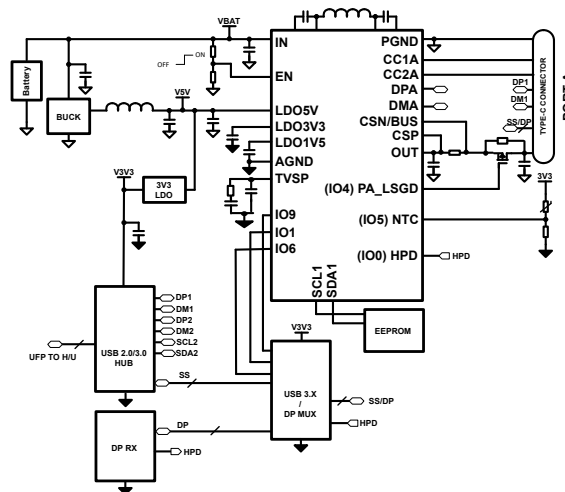 VBAT
IN
ON
OFF
EN
Battery
BUCK
V5V
LDO5V
LDO3V3
LDO1V5
AGND
TVSP
V3V3
3V3
LDO
IO9
IO1
IO6
PGND
CC1A
CC2A
DPA
DMA
CSN/BUS
CSP
OUT
(IO4) PA_LSGD
(IO5) NTC
(IO0) HPD
HPD
DP1
DM1
SS/DP
TYPE-C CONNECTOR
3V3
SCL1
SDA1
EEPROM
DP1
DM1
DP2
DM2
SCL2
SDA2
UFP TO H/U
USB 2.0/3.0
HUB
SS
V3V3
USB 3.X
/
DP MUX
SS/DP
HPD
DP RX
DP
HPD